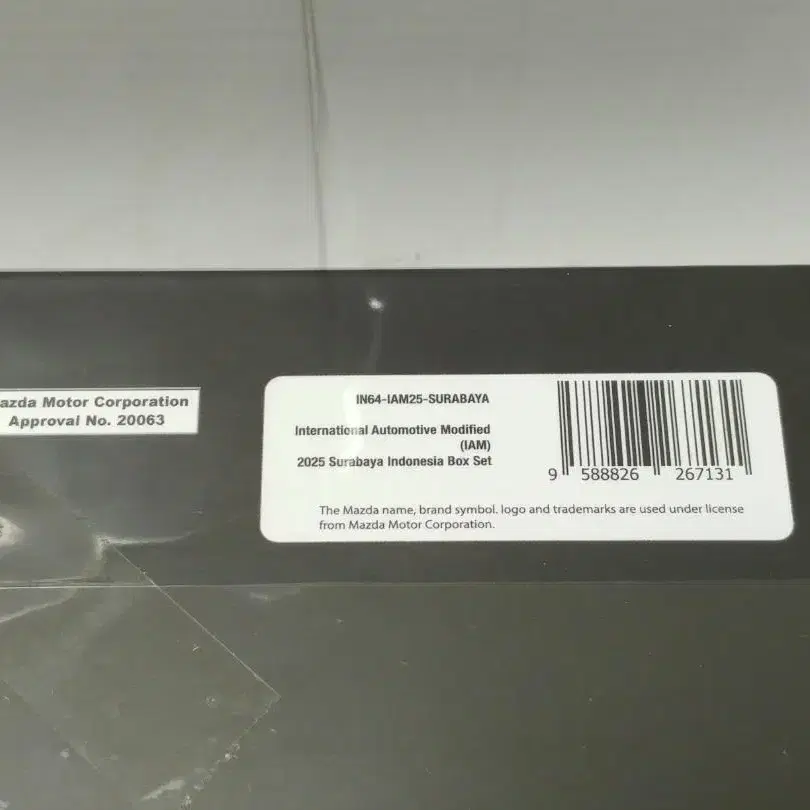 azda Motor Corporation
Approval No. 20063
IN64-IAM25-SURABAYA
International Automotive Modified
(IAM)
2025 Surabaya Indonesia Box Set
9 588826 267131
The Mazda name, brand symbol. logo and trademarks are used under license
from Mazda Motor Corporation.